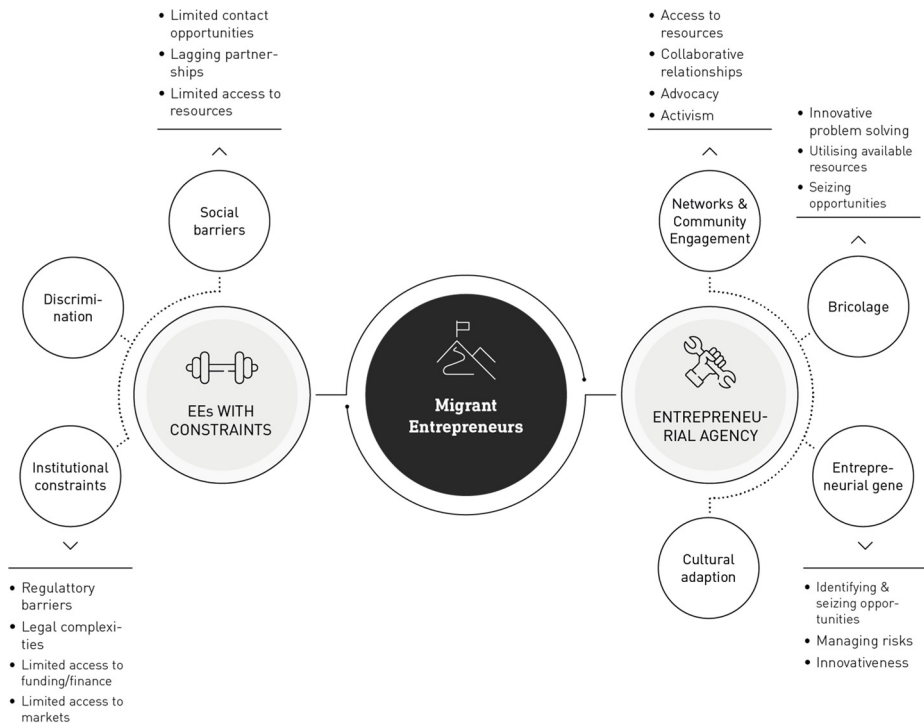 • Limited contact
opportunities
• Lagging partner-
ships
• Limited access to
resources
Social
barriers
Discrimi-
nation
EEs WITH
CONSTRAINTS
Institutional
constraints
• Regulattory
barriers
• Legal complexi-
ties
• Limited access to
funding/finance
• Limited access to
markets
Migrant
Entrepreneurs
• Access to
resources
• Collaborative
relationships
• Advocacy
• Activism
Networks &
Community
Engagement
• Innovative
problem solving
• Utilising available
resources
• Seizing
opportunities
Bricolage
ENTREPRENEU-
RIAL AGENCY
Entrepre-
neurial gene
• Identifying &
seizing oppor-
tunities
• Managing risks
• Innovativeness
Cultural
adaption